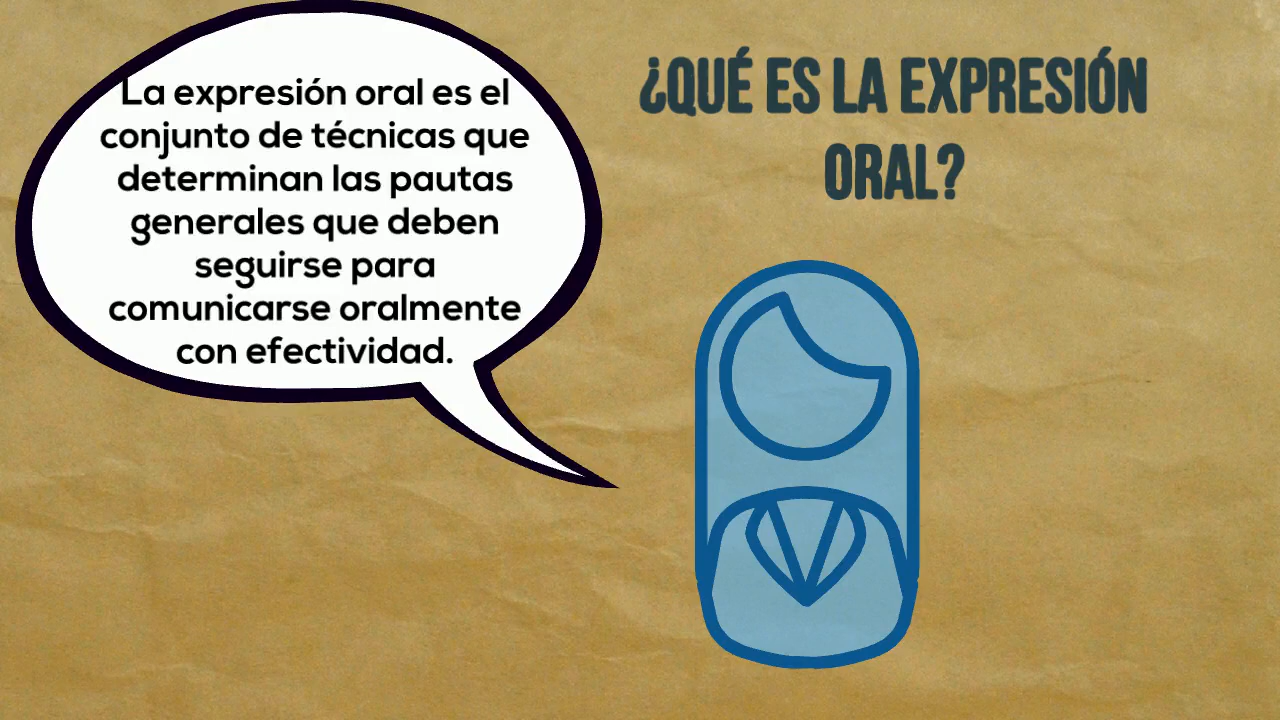 ¿QUÉ ES LA EXPRESIÓN
ORAL?
La expresión oral es el
conjunto de técnicas que
determinan las pautas
generales que deben
seguirse para
comunicarse oralmente
con efectividad.